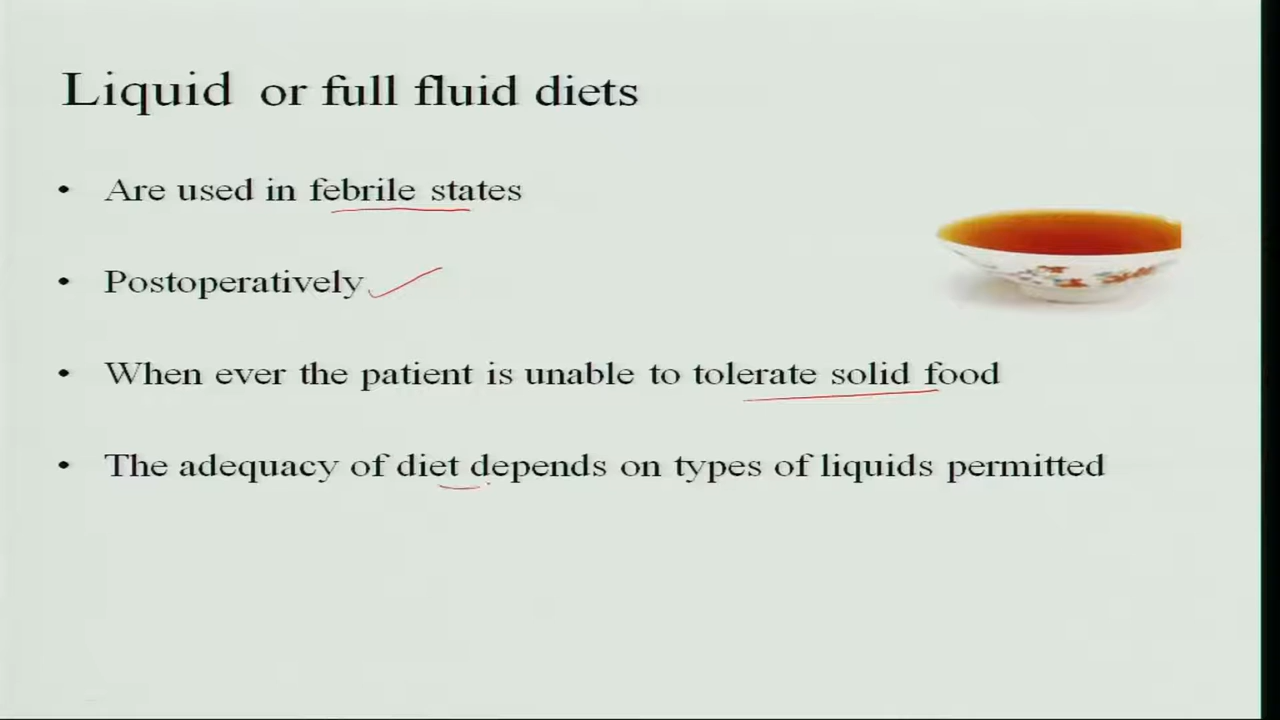 Liquid or full fluid diets
• Are used in febrile states
• Postoperatively
• When ever the patient is unable to tolerate solid food
• The adequacy of diet depends on types of liquids permitted